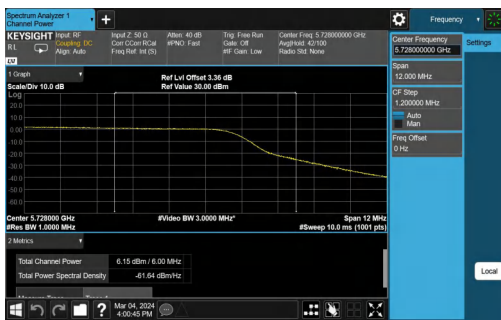 Spectrum Analyzer 1
Channel Power
Frequency
KEYSIGHT
Input: RF
Input Z: 50 Ω
Atten: 40 dB
Trig: Free Run
Center Freq: 5.728000000 GHz
RL
Coupling: DC
Corr CCorr RCal
#PNO: Fast
Gate: Off
Avg|Hold: 42/100
Align: Auto
Freq Ref: Int (S)
#IF Gain: Low
Radio Std: None
LXI
Center Frequency
5.728000000 GHz
Settings
Span
12.000 MHz
CF Step
1.200000 MHz
Auto
Man
Freq Offset
0 Hz
Local
1 Graph
Scale/Div 10.0 dB
Ref Lvl Offset 3.36 dB
Ref Value 30.00 dBm
Log
20.0
10.0
0.00
-10.0
-20.0
-30.0
-40.0
-50.0
-60.0
Center 5.728000 GHz
#Video BW 3.0000 MHz*
Span 12 MHz
#Res BW 1.0000 MHz
#Sweep 10.0 ms (1001 pts)
2 Metrics
Total Channel Power
6.15 dBm / 6.00 MHz
Total Power Spectral Density
-61.64 dBm/Hz
?
Mar 04, 2024
4:00:45 PM